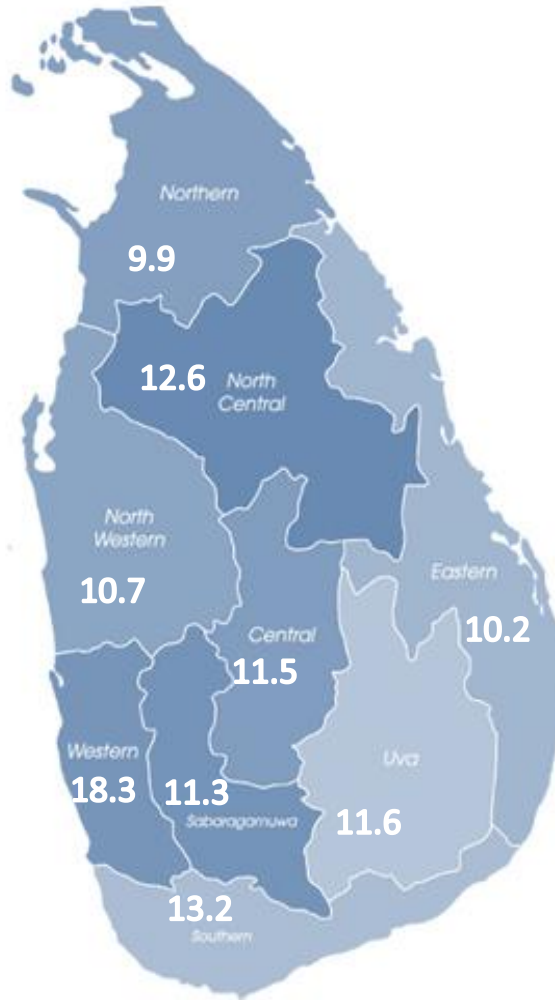 Northern
9.9
12.6
North
Central
North
Western
10.7
Eastern
10.2
Central
11.5
Western
18.3
11.3
Sabaragamuwa
Uva
11.6
13.2
Southern